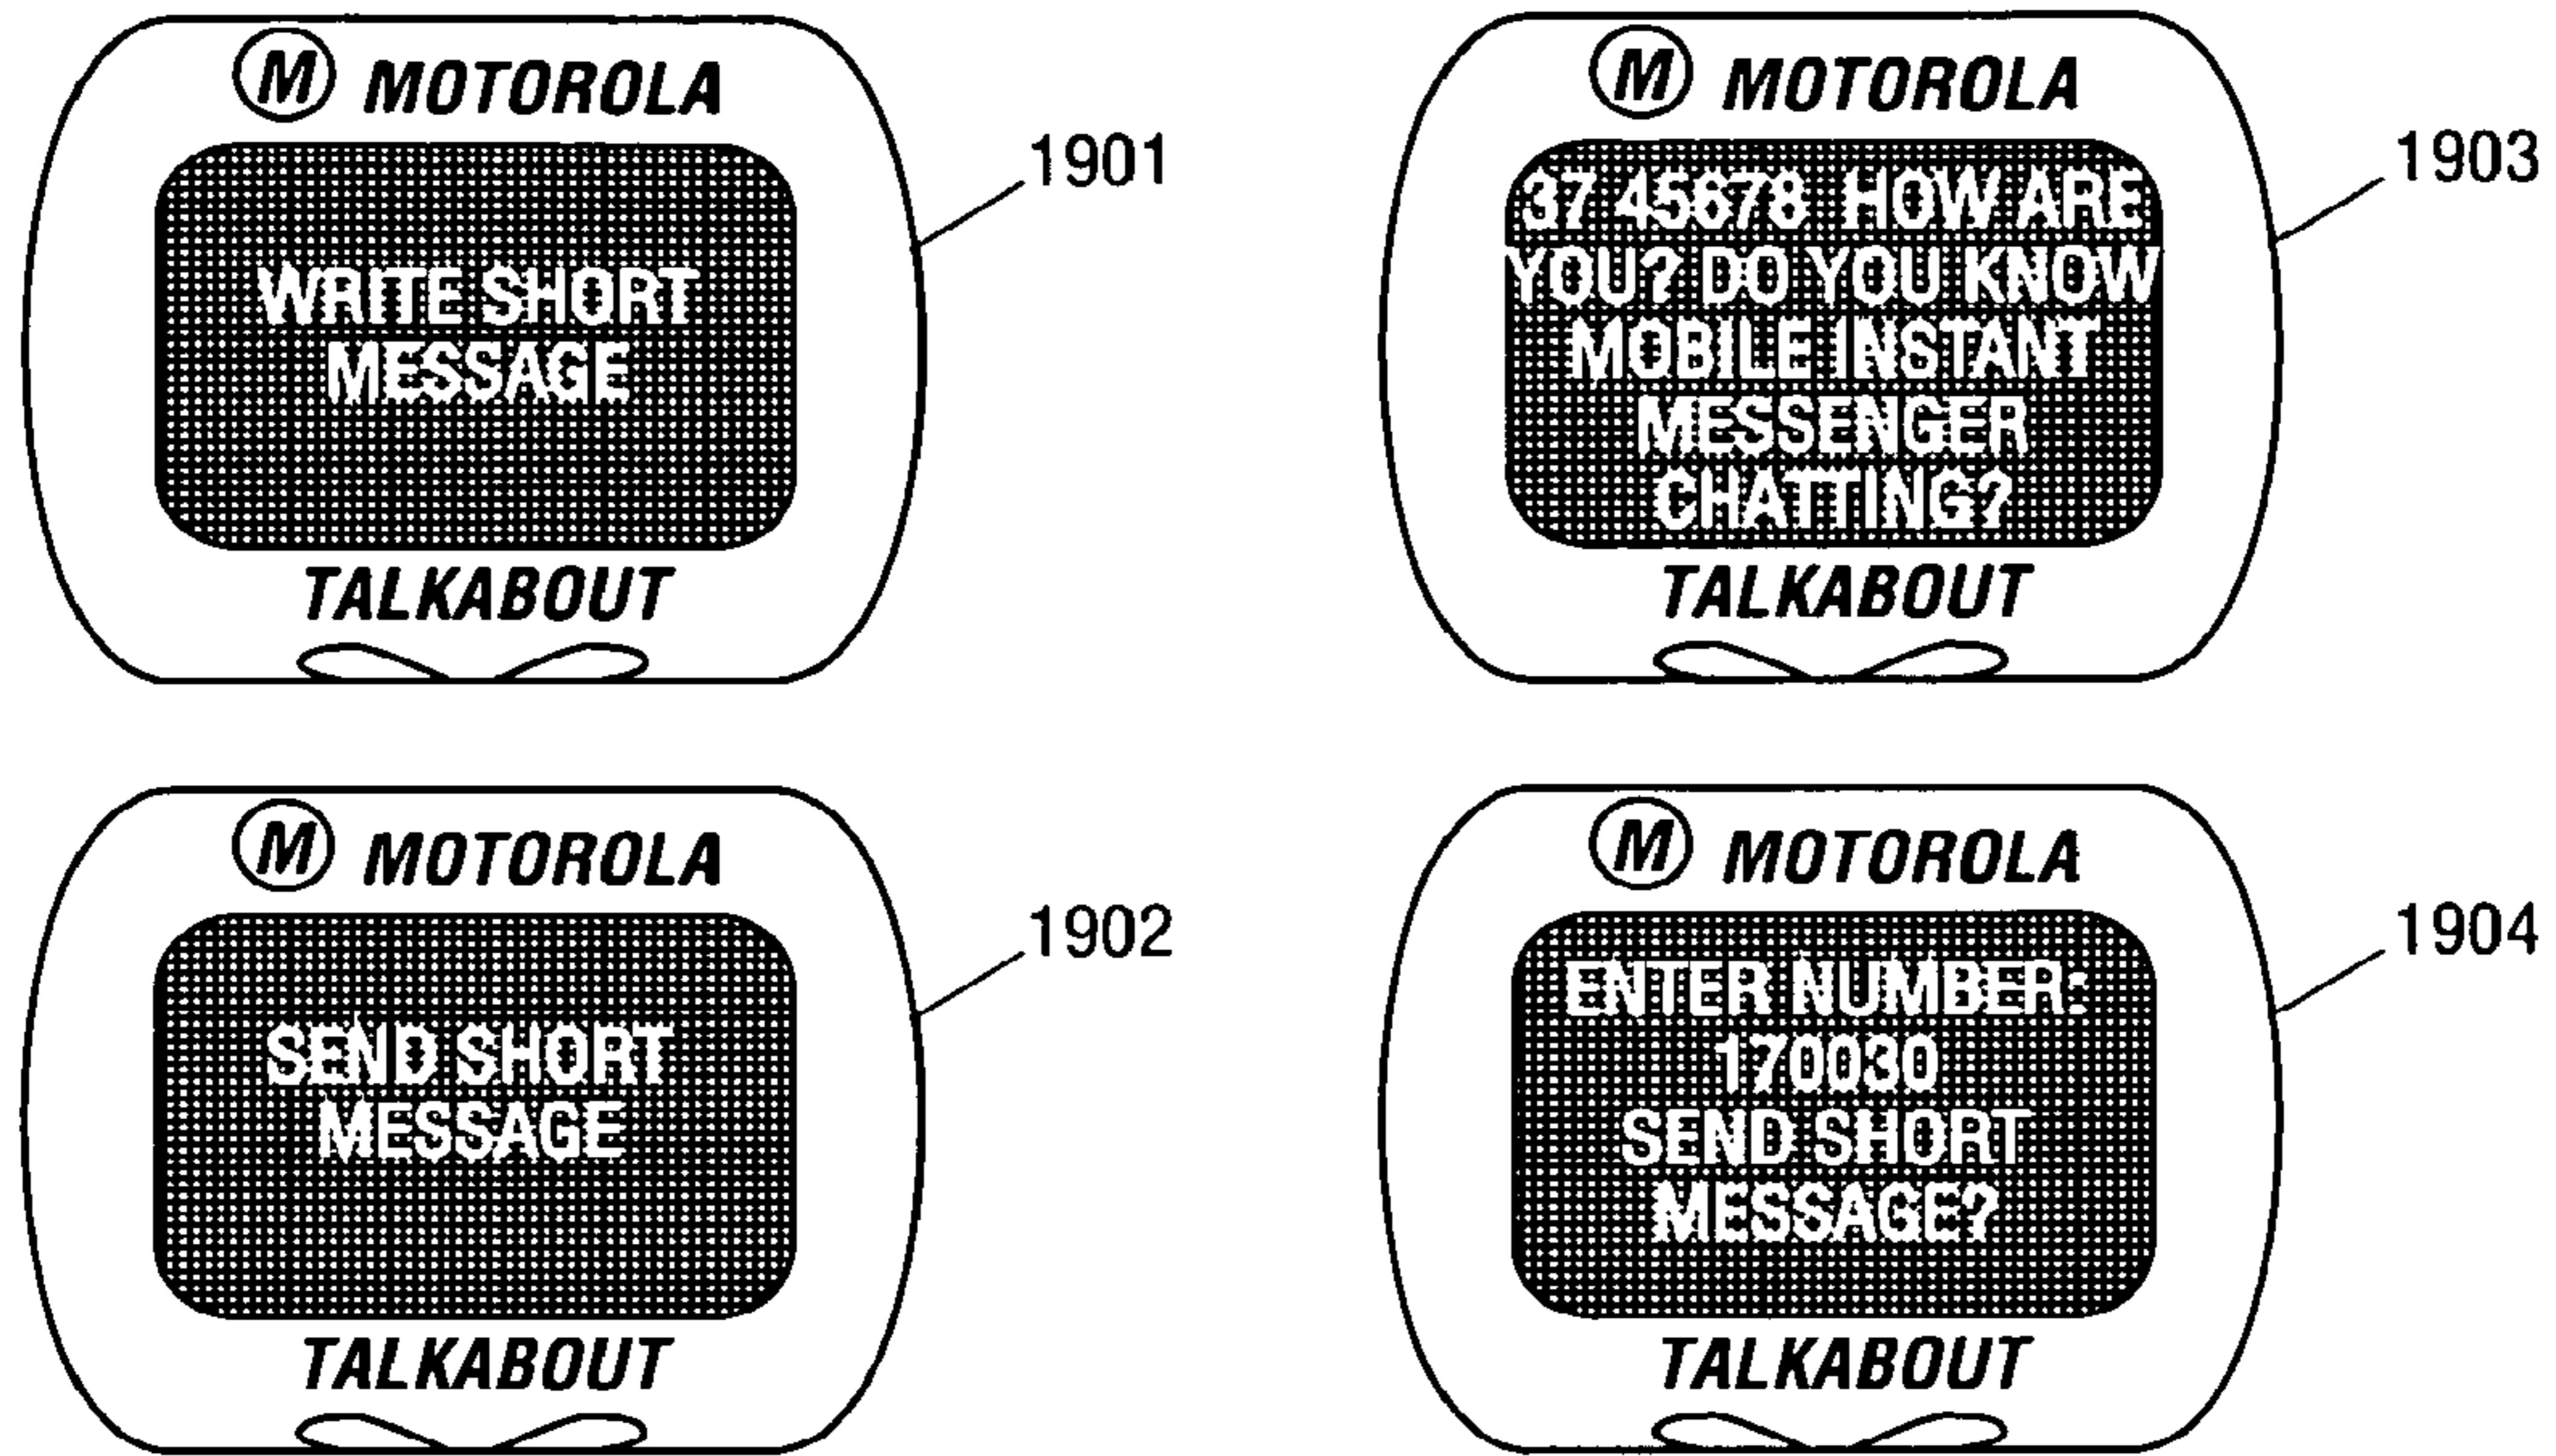 M MOTOROLA
WRITE SHORT
MESSAGE
TALKABOUT
1901
M MOTOROLA
37 45678 HOW ARE
YOU? DO YOU KNOW
MOBILE INSTANT
MESSENGER
CHATTING?
TALKABOUT
1903
M MOTOROLA
SEND SHORT
MESSAGE
TALKABOUT
1902
M MOTOROLA
ENTER NUMBER:
170030
SEND SHORT
MESSAGE?
TALKABOUT
1904